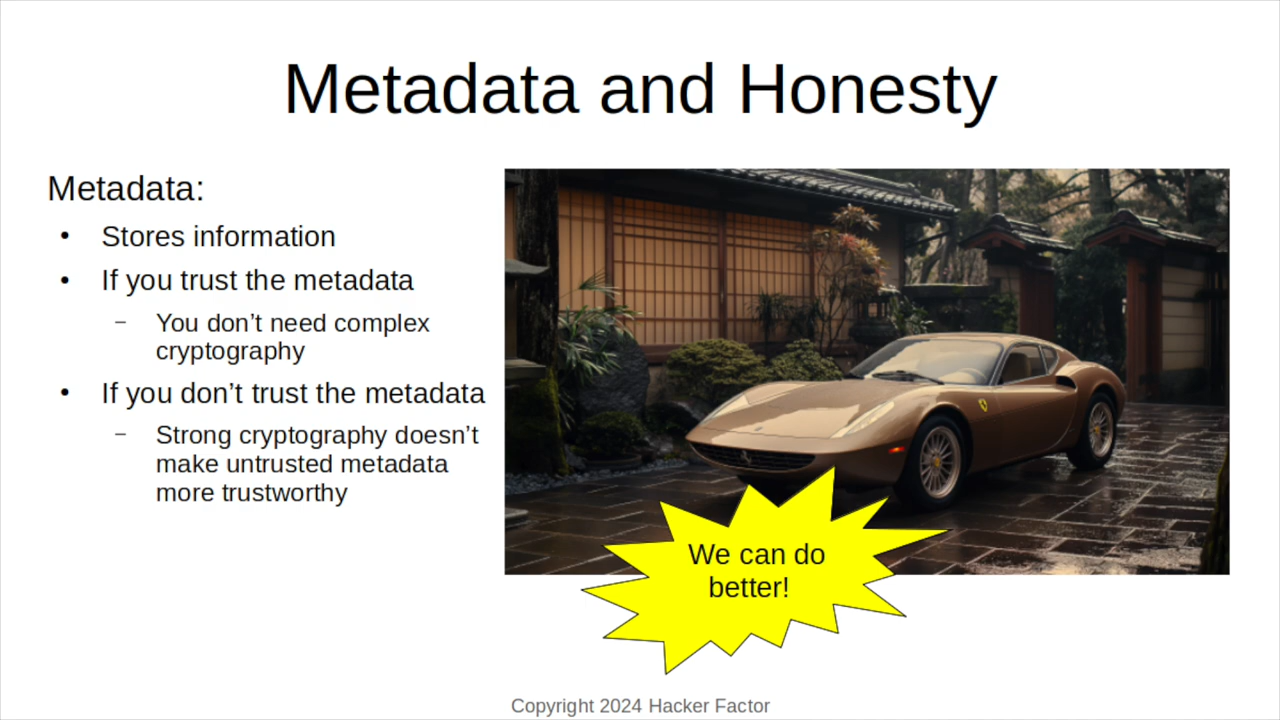 Metadata and Honesty
Metadata:
• Stores information
• If you trust the metadata
– You don’t need complex
cryptography
• If you don’t trust the metadata
– Strong cryptography doesn’t
make untrusted metadata
more trustworthy
We can do
better!
Copyright 2024 Hacker Factor